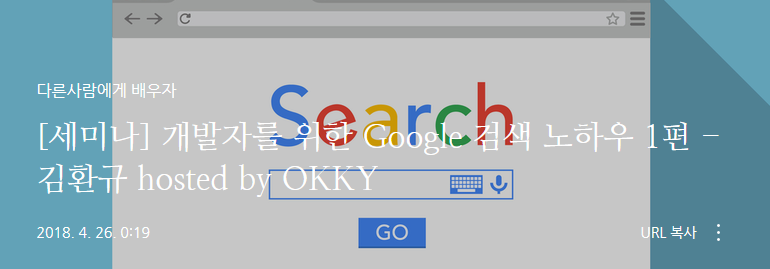 Search
다른사람에게 배우자
[세미나] 개발자를 위한 Google 검색 노하우 1편 –
김환규 hosted by OKKY
GO
2018. 4. 26. 0:19
URL 복사